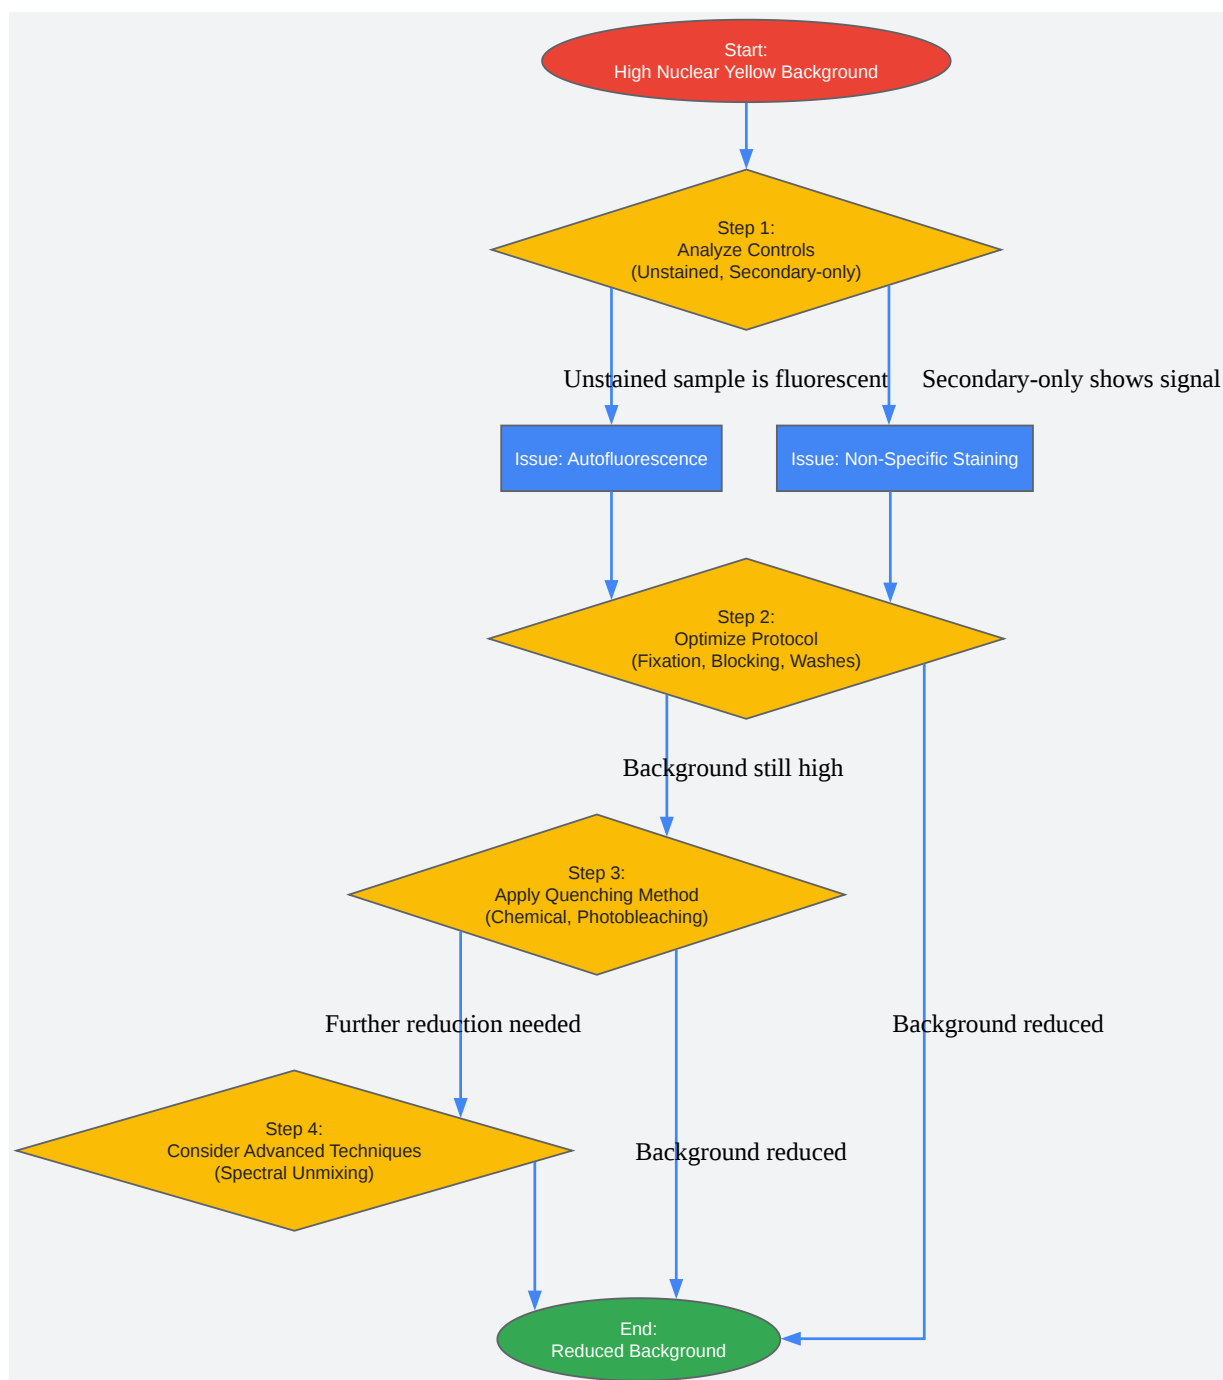 Start:
High Nuclear Yellow Background
Step 1:
Analyze Controls
(Unstained, Secondary-only)
Unstained sample is fluorescent
Secondary-only shows signal
Issue: Autofluorescence
Issue: Non-Specific Staining
Step 2:
Optimize Protocol
(Fixation, Blocking, Washes)
Background still high
Step 3:
Apply Quenching Method
(Chemical, Photobleaching)
Further reduction needed
Background reduced
Step 4:
Consider Advanced Techniques
(Spectral Unmixing)
Background reduced
End:
Reduced Background